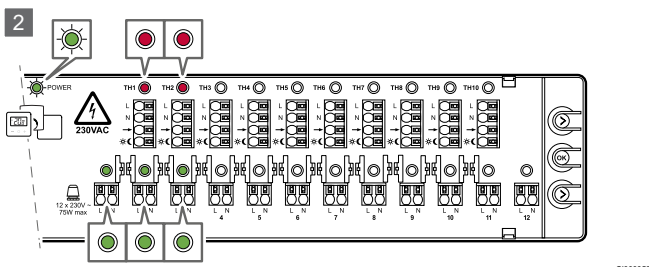 2
POWER
TH1 TH2 TH3 TH4 TH5 TH6 TH7 TH8 TH9 TH10
L
N
230VAC
OK
12 x 230V ~
75W max
L N L N L N L N L N L N L N L N L N L N L N L N
4 5 6 7 8 9 10 11 12